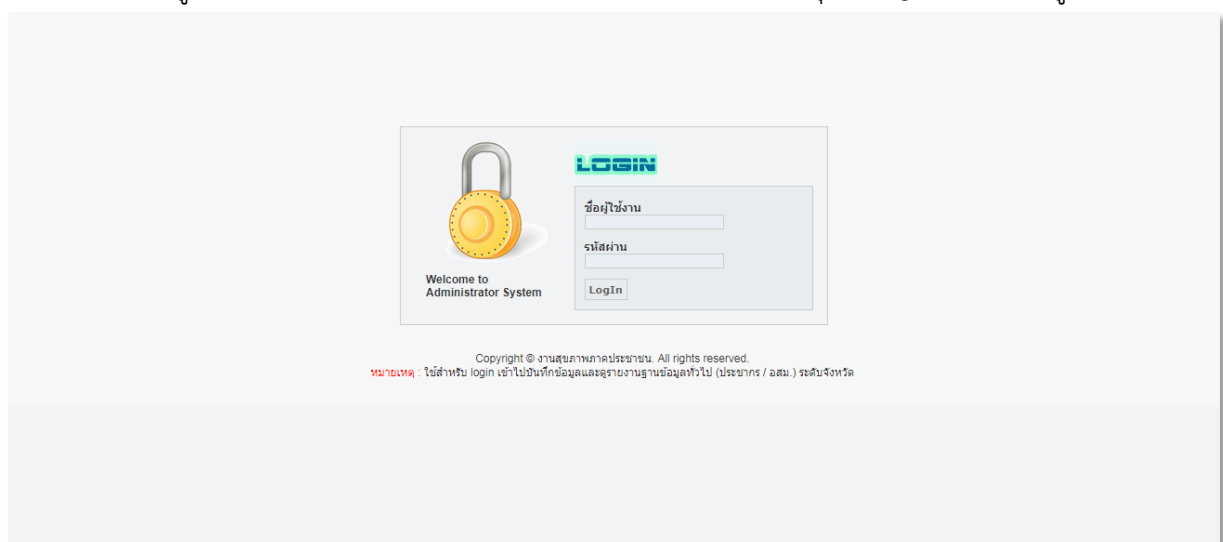 LOGIN
ชื่อผู้ใช้งาน
รหัสผ่าน
Welcome to
Administrator System
LogIn
Copyright © งานสุขภาพภาคประชาชน. All rights reserved.
หมายเหตุ : ใช้สำหรับ login เข้าไปบันทึกข้อมูลและดูรายงานฐานข้อมูลทั่วไป (ประชากร / อสม.) ระดับจังหวัด